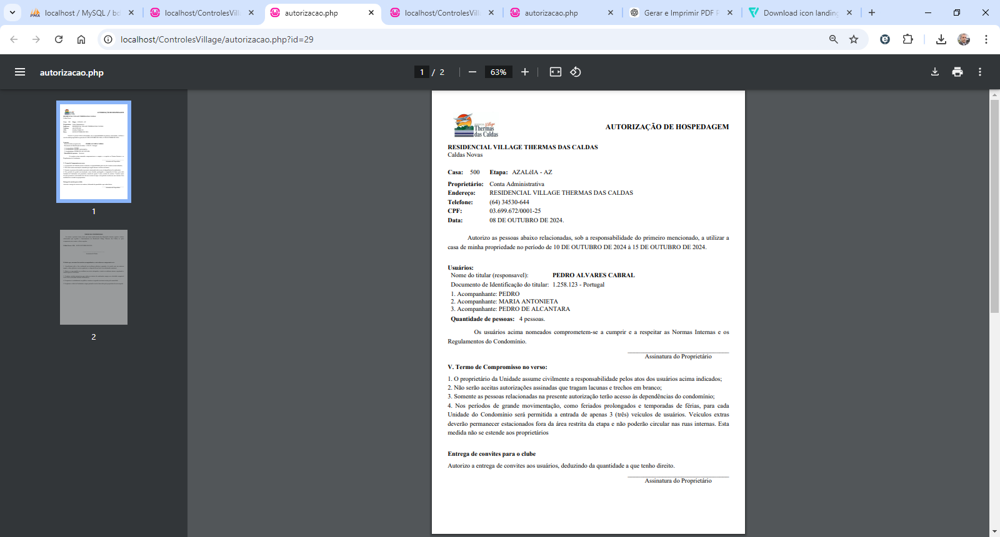 localhost / MySQL / bd
localhost/ControlesVilla
autorizacao.php
localhost/ControlesVilla
autorizacao.php
Gerar e Imprimir PDF P
Download icon landing
localhost/ControlesVillage/autorizacao.php?id=29
autorizacao.php
1 / 2
63%
1
2
Village
Thermas
das Caldas
AUTORIZAÇÃO DE HOSPEDAGEM
RESIDENCIAL VILLAGE THERMAS DAS CALDAS
Caldas Novas
Casa: 500 Etapa: AZALéIA - AZ
Proprietário: Conta Administrativa
Endereço: RESIDENCIAL VILLAGE THERMAS DAS CALDAS
Telefone: (64) 34530-644
CPF: 03.699.672/0001-25
Data: 08 DE OUTUBRO DE 2024.
Autorizo as pessoas abaixo relacionadas, sob a responsabilidade do primeiro mencionado, a utilizar a
casa de minha propriedade no período de 10 DE OUTUBRO DE 2024 à 15 DE OUTUBRO DE 2024.
Usuários:
Nome do titular (responsavel): PEDRO ALVARES CABRAL
Documento de Identificação do titular: 1.258.123 - Portugal
1. Acompanhante: PEDRO
2. Acompanhante: MARIA ANTONIETA
3. Acompanhante: PEDRO DE ALCANTARA
Quantidade de pessoas: 4 pessoas.
Os usuários acima nomeados comprometem-se a cumprir e a respeitar as Normas Internas e os
Regulamentos do Condomínio.
Assinatura do Proprietário
V. Termo de Compromisso no verso:
1. O proprietário da Unidade assume civilmente a responsabilidade pelos atos dos usuários acima indicados;
2. Não serão aceitas autorizações assinadas que tragam lacunas e trechos em branco;
3. Somente as pessoas relacionadas na presente autorização terão acesso às dependências do condomínio;
4. Nos períodos de grande movimentação, como feriados prolongados e temporadas de férias, para cada
Unidade do Condomínio será permitida a entrada de apenas 3 (três) veículos de usuários. Veículos extras
deverão permanecer estacionados fora da área restrita da etapa e não poderão circular nas ruas internas. Esta
medida não se estende aos proprietários
Entrega de convites para o clube
Autorizo a entrega de convites aos usuários, deduzindo da quantidade a que tenho direito.
Assinatura do Proprietário